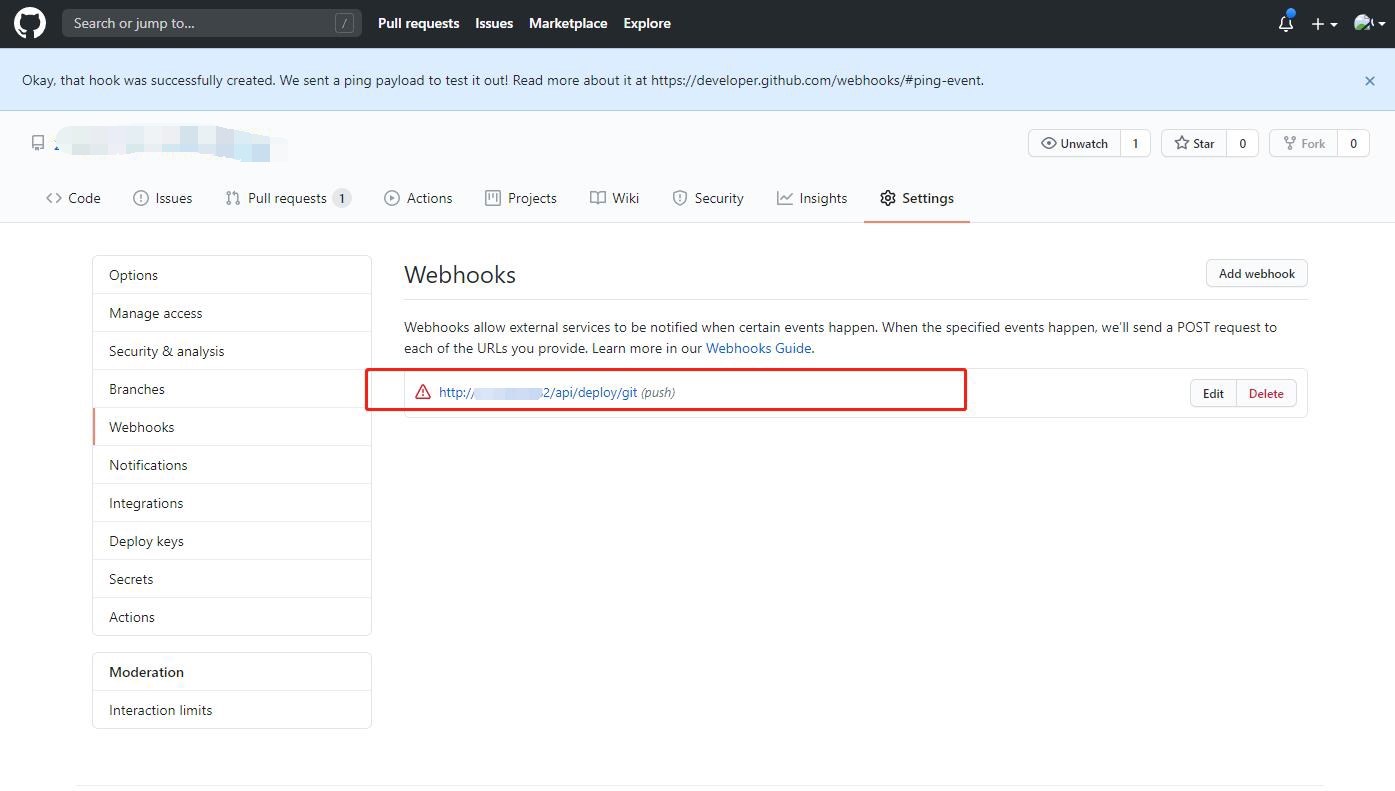 Search or jump to... /
Pull requests Issues Marketplace Explore
Okay, that hook was successfully created. We sent a ping payload to test it out! Read more about it at https://developer.github.com/webhooks/#ping-event.
Unwatch 1 Star 0 Fork 0
Code Issues Pull requests 1 Actions Projects Wiki Security Insights Settings
Options
Manage access
Security & analysis
Branches
Webhooks
Notifications
Integrations
Deploy keys
Secrets
Actions
Moderation
Interaction limits
Webhooks
Add webhook
Webhooks allow external services to be notified when certain events happen. When the specified events happen, we'll send a POST request to
each of the URLs you provide. Learn more in our Webhooks Guide.
http:// 2/api/deploy/git (push)
Edit Delete